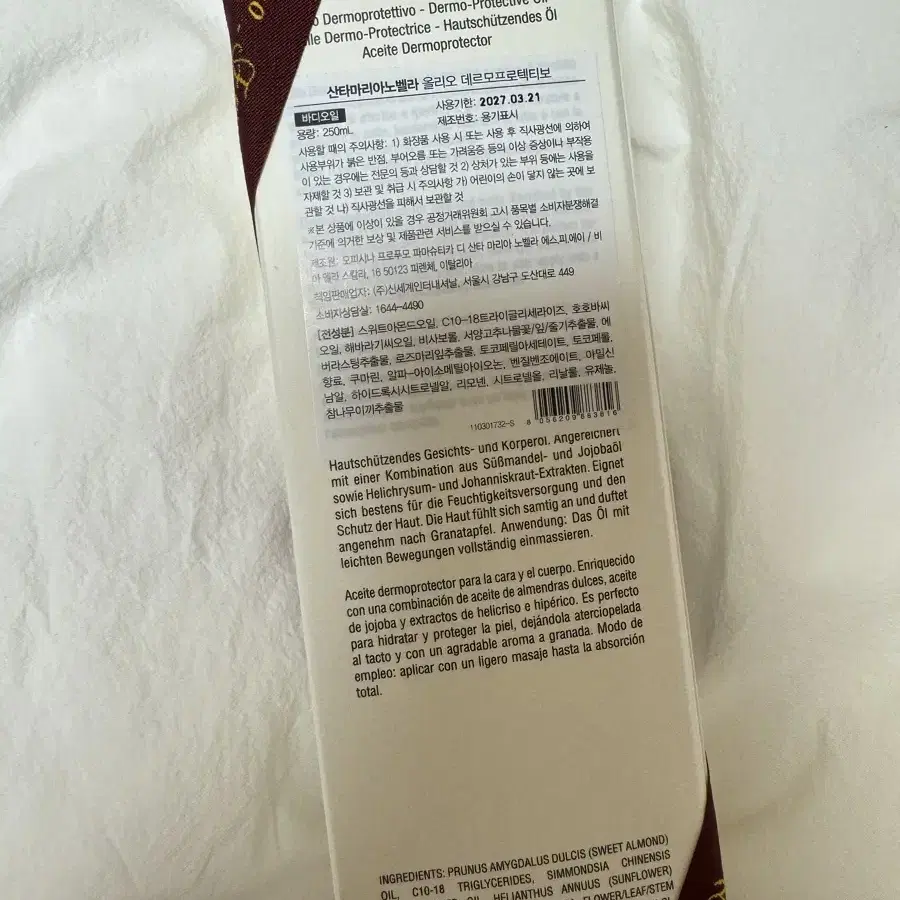 Dermoprotettivo - Dermo-Protective
Dermo-Protectrice - Hautschützendes Öl
Aceite Dermoprotector
산타마리아노벨라 올리오 데르모프로텍티보
바디오일 사용기한: 2027.03.21
용량: 250mL 제조번호: 용기표시
사용할 때의 주의사항: 1) 화장품 사용 시 또는 사용 후 직사광선에 의하여
사용부위가 붉은 반점, 부어오름 또는 가려움증 등의 이상 증상이나 부작용
이 있는 경우에는 전문의 등과 상담할 것 2) 상처가 있는 부위 등에는 사용을
자제할 것 3) 보관 및 취급 시 주의사항 가) 어린이의 손이 닿지 않는 곳에 보
관할 것 나) 직사광선을 피해서 보관할 것
※본 상품에 이상이 있을 경우 공정거래위원회 고시 품목별 소비자분쟁해결
기준에 의거한 보상 및 제품관련 서비스를 받으실 수 있습니다.
제조원: 오피시나 프로푸모 파마슈티카 디 산타 마리아 노벨라 에스.피.에이 / 비
아 델러 스칼라, 16 50123 피렌체, 이탈리아
책임판매업자: (주)신세계인터내셔날, 서울시 강남구 도산대로 449
소비자상담실: 1644-4490
[전성분] 스위트아몬드오일, C10-18트라이글리세라이즈, 호호바씨
오일, 해바라기씨오일, 비사보롤, 서양고추나물꽃/잎/줄기추출물, 에
버라스팅추출물, 로즈마리잎추출물, 토코페릴아세테이트, 토코페롤,
향료, 쿠마린, 알파-아이소메틸아이오논, 벤질벤조에이트, 아밀신
남알, 하이드록시시트로넬알, 리모넨, 시트로넬올, 리날룰, 유제놀,
참나무이끼추출물
110301732-S 8 056209 883816
Hautschützendes Gesichts- und Körperöl. Angereichert
mit einer Kombination aus Süßmandel- und Jojobaöl
sowie Helichrysum- und Johanniskraut-Extrakten. Eignet
sich bestens für die Feuchtigkeitsversorgung und den
Schutz der Haut. Die Haut fühlt sich samtig an und duftet
angenehm nach Granatapfel. Anwendung: Das Öl mit
leichten Bewegungen vollständig einmassieren.
Aceite dermoprotector para la cara y el cuerpo. Enriquecido
con una combinación de aceite de almendras dulces, aceite
de jojoba y extractos de helicriso e hipérico. Es perfecto
para hidratar y proteger la piel, dejándola aterciopelada
al tacto y con un agradable aroma a granada. Modo de
empleo: aplicar con un ligero masaje hasta la absorción
total.
INGREDIENTS: PRUNUS AMYGDALUS DULCIS (SWEET ALMOND)
OIL, C10-18 TRIGLYCERIDES, SIMMONDSIA CHINENSIS
OIL, HELIANTHUS ANNUUS (SUNFLOWER)
FLOWER/LEAF/STEM